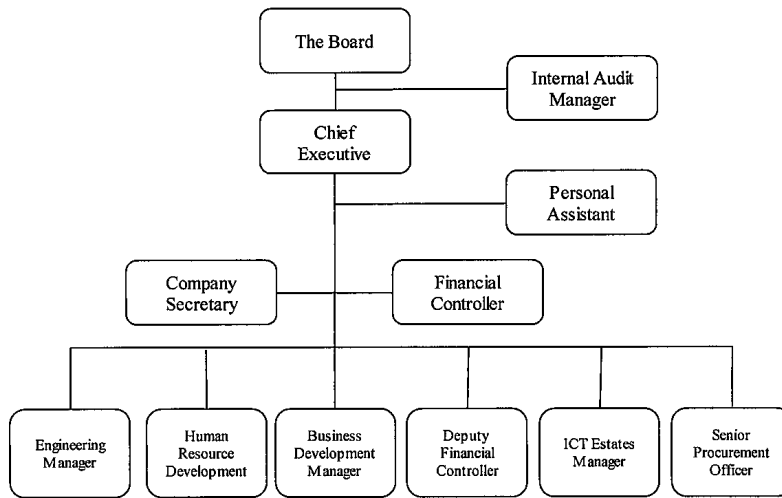 The Board
Internal Audit
Manager
Chief
Executive
Personal
Assistant
Company
Secretary
Financial
Controller
Engineering
Manager
Human
Resource
Development
Business
Development
Manager
Deputy
Financial
Controller
ICT Estates
Manager
Senior
Procurement
Officer